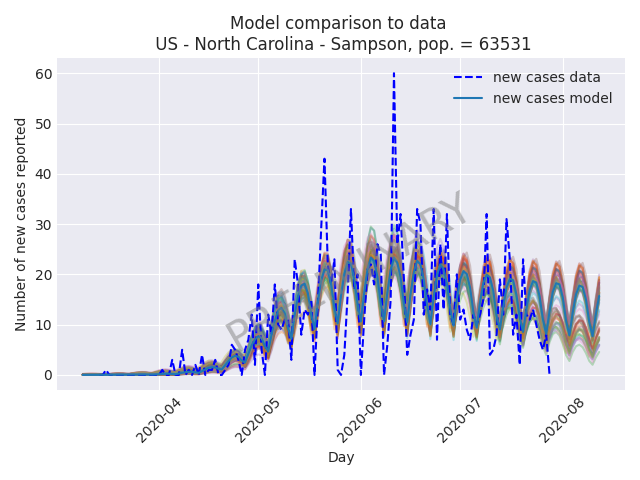 Model comparison to data
US - North Carolina - Sampson, pop. = 63531
new cases data
new cases model
Number of new cases reported
60
50
40
30
20
10
0
PRELIMINARY
2020-04
2020-05
2020-06
2020-07
2020-08
Day